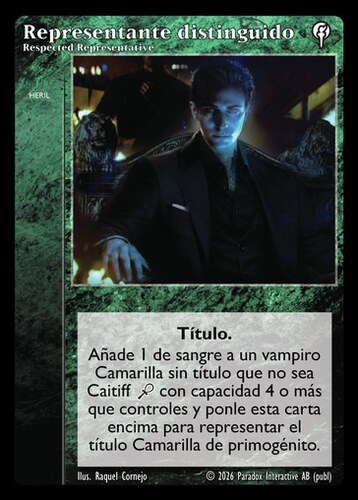 Representante distinguido
Respected Representative
HERIL
Título.
Añade 1 de sangre a un vampiro
Camarilla sin título que no sea
Caitiff con capacidad 4 o más
que controles y ponle esta carta
encima para representar el
título Camarilla de primogénito.
Ilus. Raquel Cornejo © 2026 Paradox Interactive AB (publ)